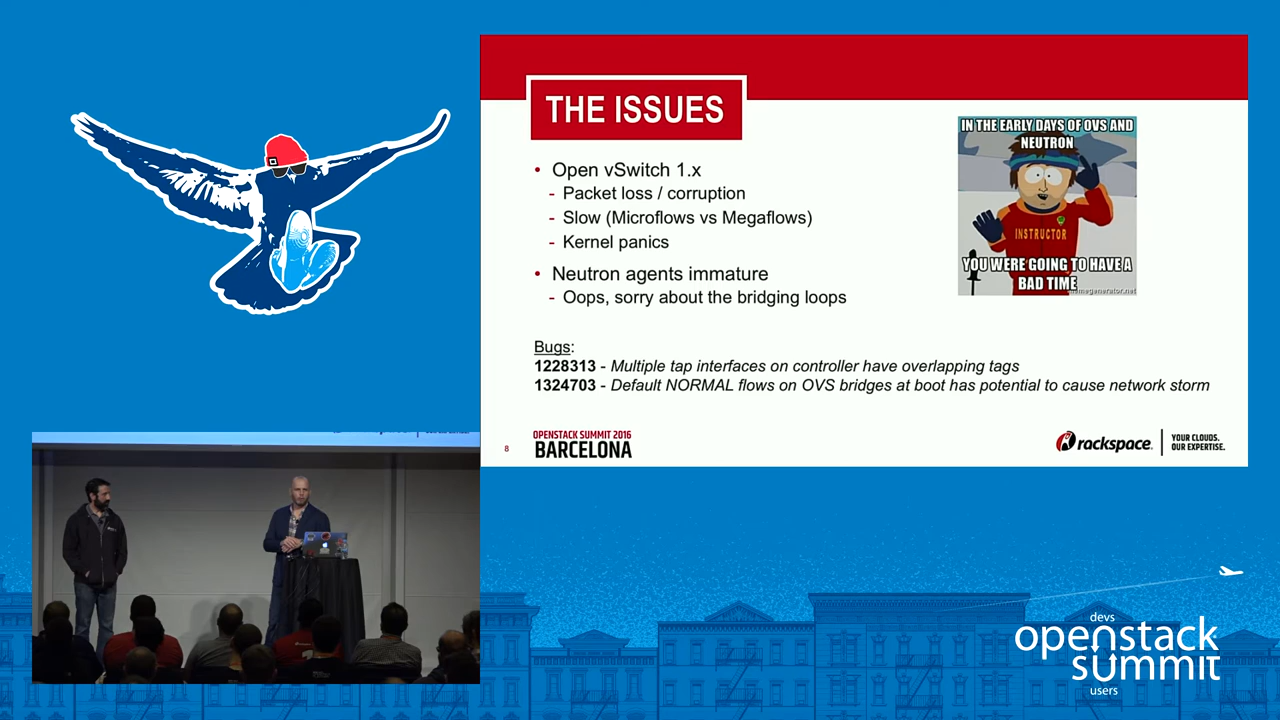 THE ISSUES
• Open vSwitch 1.x
- Packet loss / corruption
- Slow (Microflows vs Megaflows)
- Kernel panics
• Neutron agents immature
- Oops, sorry about the bridging loops
IN THE EARLY DAYS OF OVS AND
NEUTRON
INSTRUCTOR
YOU WERE GOING TO HAVE A
BAD TIME
Bugs:
1228313 - Multiple tap interfaces on controller have overlapping tags
1324703 - Default NORMAL flows on OVS bridges at boot has potential to cause network storm
8
OPENSTACK SUMMIT 2016
BARCELONA
rackspace.
YOUR CLOUDS.
OUR EXPERTISE.
devs
openstack
summit
users